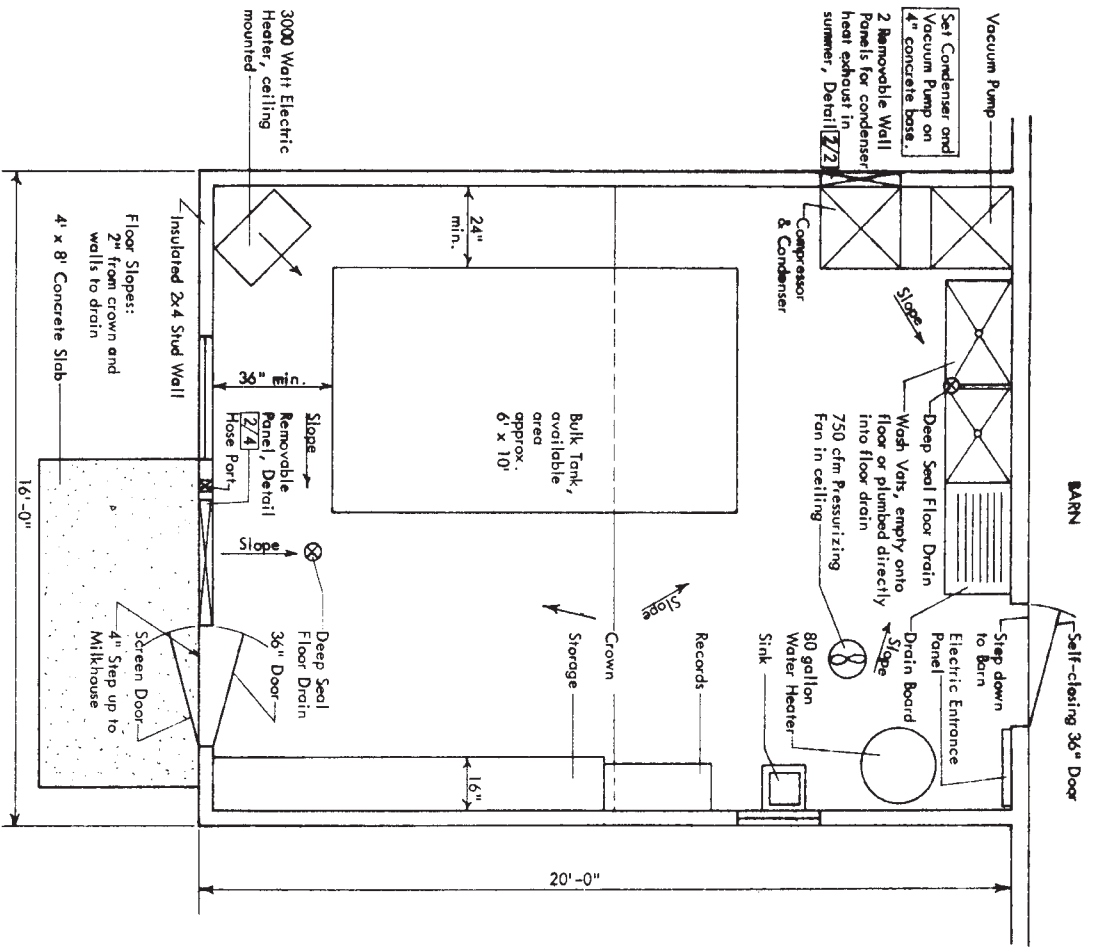 BARN
Self-closing 36" Door
Step down
to Barn
Electric Entrance
Panel
Drain Board
Slope
80 gallon
Water Heater
Sink
Records
Crown
Storage
Slope
Vacuum Pump
Set Condenser and
Vacuum Pump on
4" concrete base.
2 Removable Wall
Panels for condenser
heat exhaust in
summer, Detail 2/2
Compressor
& Condenser
Slope
Deep Seal Floor Drain
Wash Vats, empty onto
floor or plumbed directly
into floor drain
750 cfm Pressurizing
Fan in ceiling
24"
min.
Bulk Tank,
available
area
approx.
6' x 10'
3000 Watt Electric
Heater, ceiling
mounted
36" min.
Slope
Removable
Panel, Detail
2/4
Hose Port
Slope
Deep Seal
Floor Drain
36" Door
16"
Insulated 2x4 Stud Wall
Floor Slopes:
2" from crown and
walls to drain
4' x 8' Concrete Slab
Screen Door
4" Step up to
Milkhouse
16'-0"
20'-0"